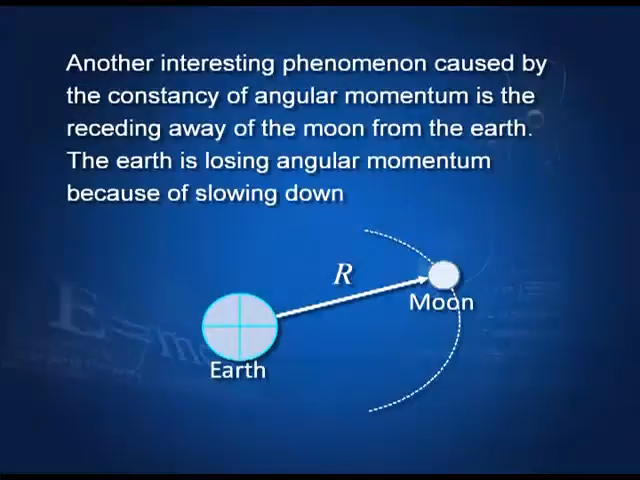 Another interesting phenomenon caused by
the constancy of angular momentum is the
receding away of the moon from the earth.
The earth is losing angular momentum
because of slowing down
R
Moon
Earth
E=mc